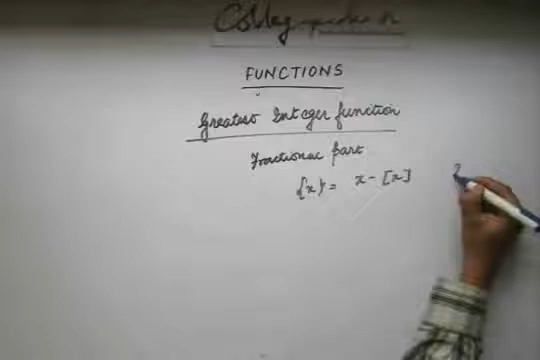 FUNCTIONS
Greatest Integer function
Fractional part
{x} = x - [x]